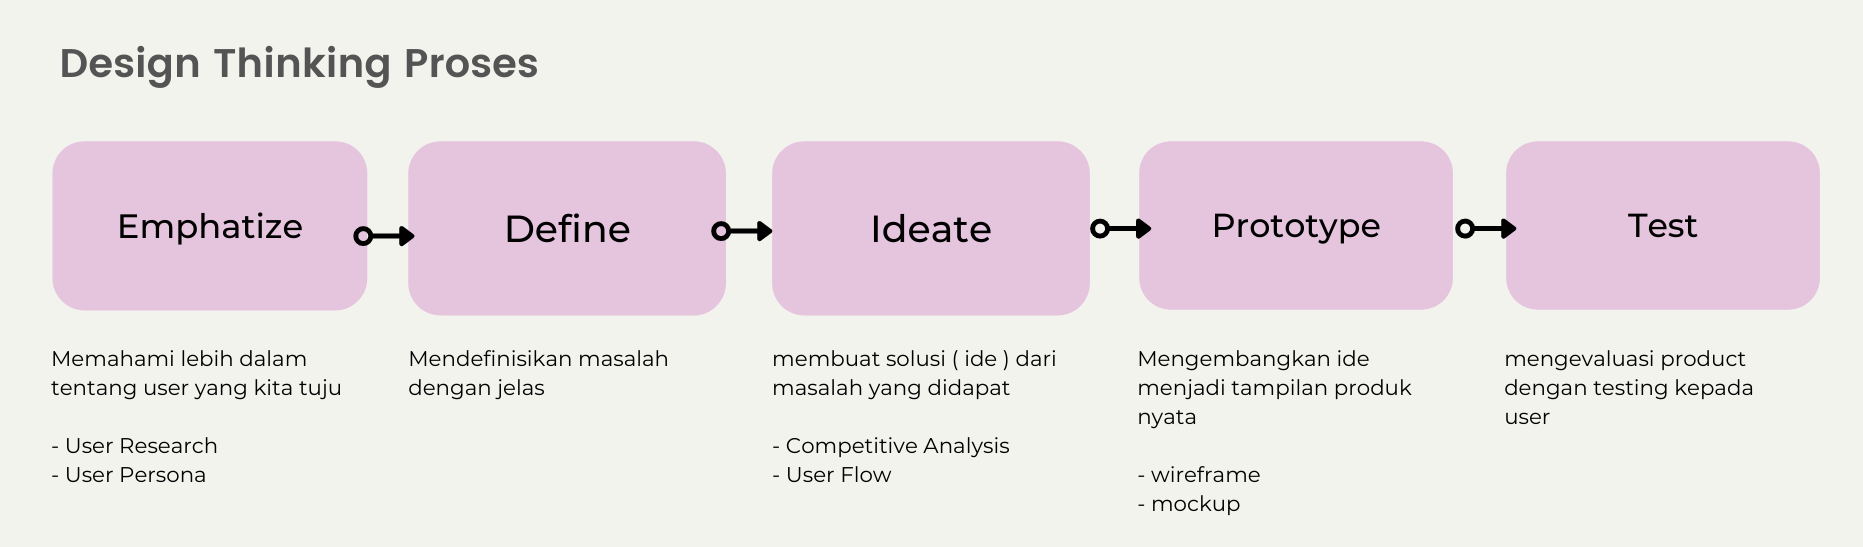 Design Thinking Proses
Emphatize
Define
Ideate
Prototype
Test
Memahami lebih dalam
tentang user yang kita tuju
- User Research
- User Persona
Mendefinisikan masalah
dengan jelas
membuat solusi ( ide ) dari
masalah yang didapat
- Competitive Analysis
- User Flow
Mengembangkan ide
menjadi tampilan produk
nyata
- wireframe
- mockup
mengevaluasi product
dengan testing kepada
user